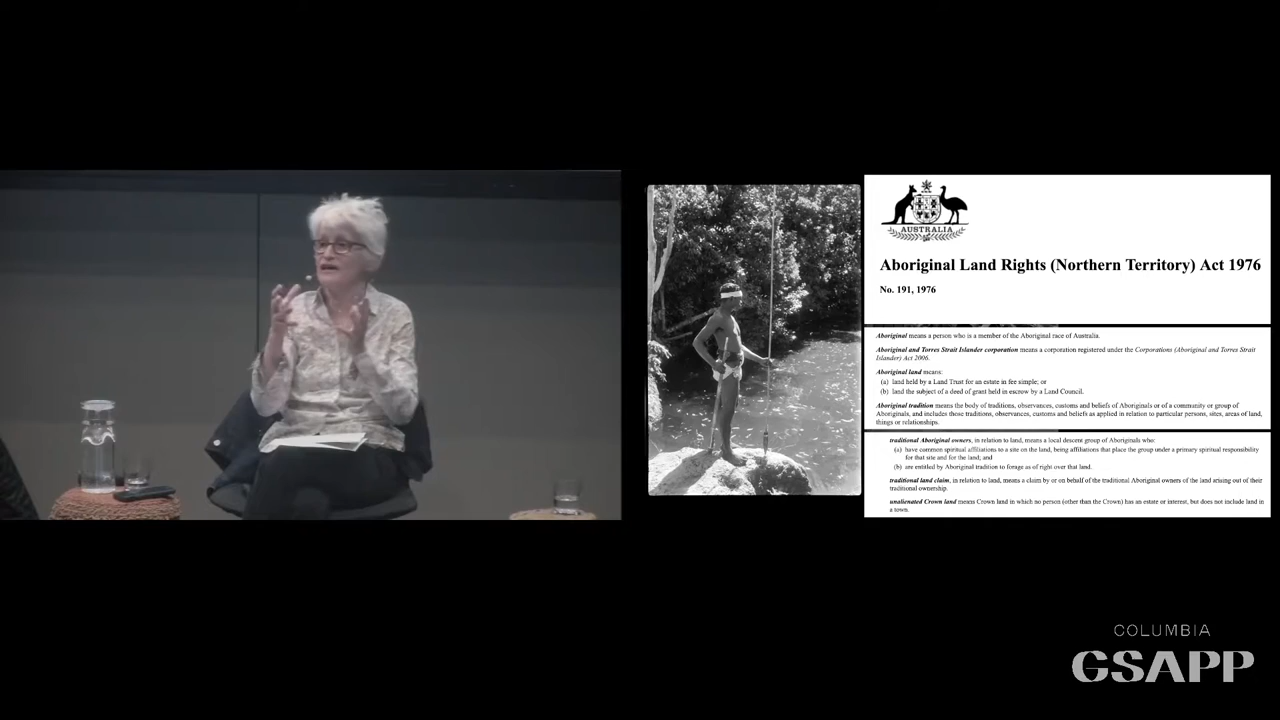 AUSTRALIA
Aboriginal Land Rights (Northern Territory) Act 1976
No. 191, 1976
Aboriginal means a person who is a member of the Aboriginal race of Australia.
Aboriginal and Torres Strait Islander corporation means a corporation registered under the Corporations (Aboriginal and Torres Strait
Islander) Act 2006.
Aboriginal land means:
(a) land held by a Land Trust for an estate in fee simple; or
(b) land the subject of a deed of grant held in escrow by a Land Council.
Aboriginal tradition means the body of traditions, observances, customs and beliefs of Aboriginals or of a community or group of
Aboriginals, and includes those traditions, observances, customs and beliefs as applied in relation to particular persons, sites, areas of land,
things or relationships.
traditional Aboriginal owners, in relation to land, means a local descent group of Aboriginals who:
(a) have common spiritual affiliations to a site on the land, being affiliations that place the group under a primary spiritual responsibility
for that site and for the land; and
(b) are entitled by Aboriginal tradition to forage as of right over that land.
traditional land claim, in relation to land, means a claim by or on behalf of the traditional Aboriginal owners of the land arising out of their
traditional ownership.
unalienated Crown land means Crown land in which no person (other than the Crown) has an estate or interest, but does not include land in
a town.
COLUMBIA
GSAPP